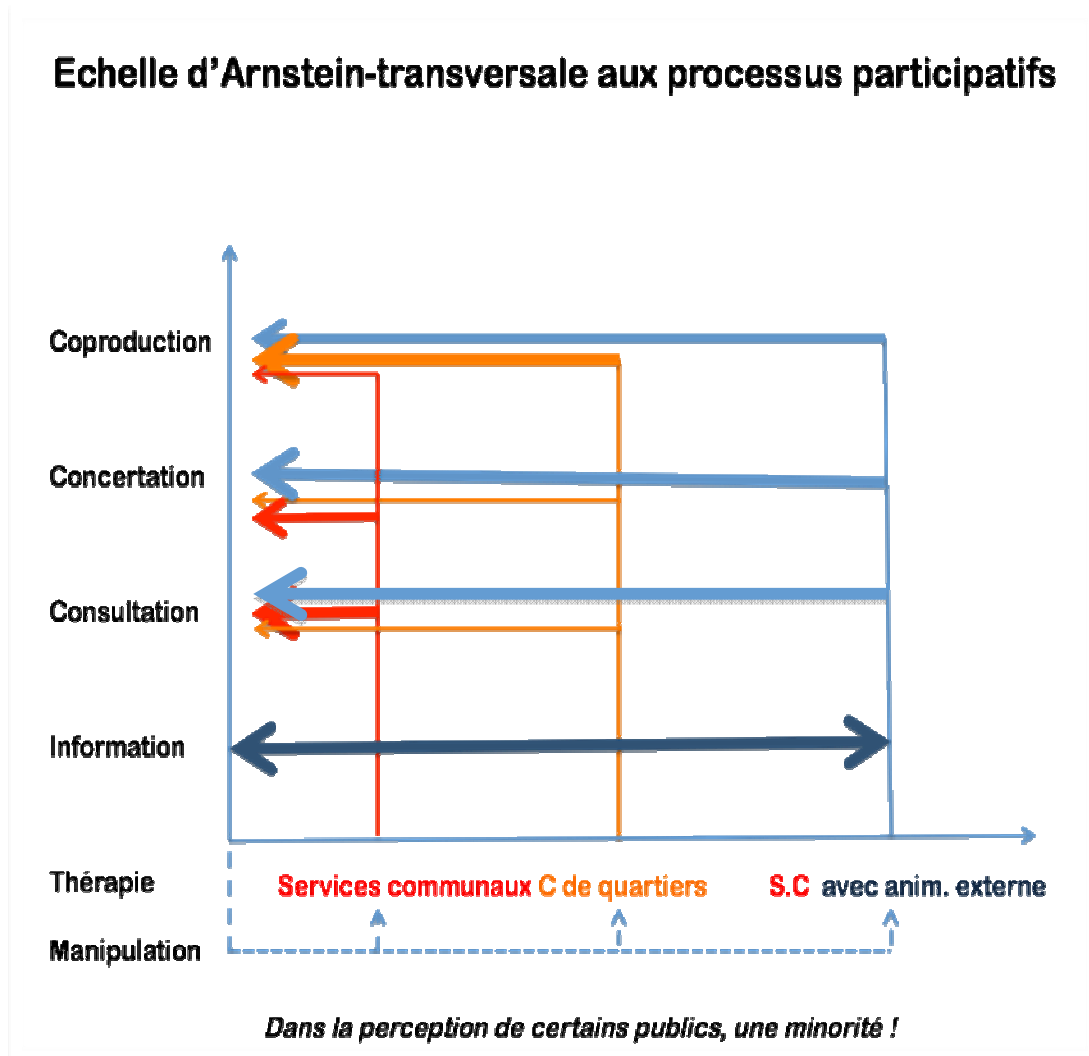 Echelle d'Arnstein-transversale aux processus participatifs
Coproduction
Concertation
Consultation
Information
Thérapie
Services communaux C de quartiers S.C avec anim. externe
Manipulation
Dans la perception de certains publics, une minorité !